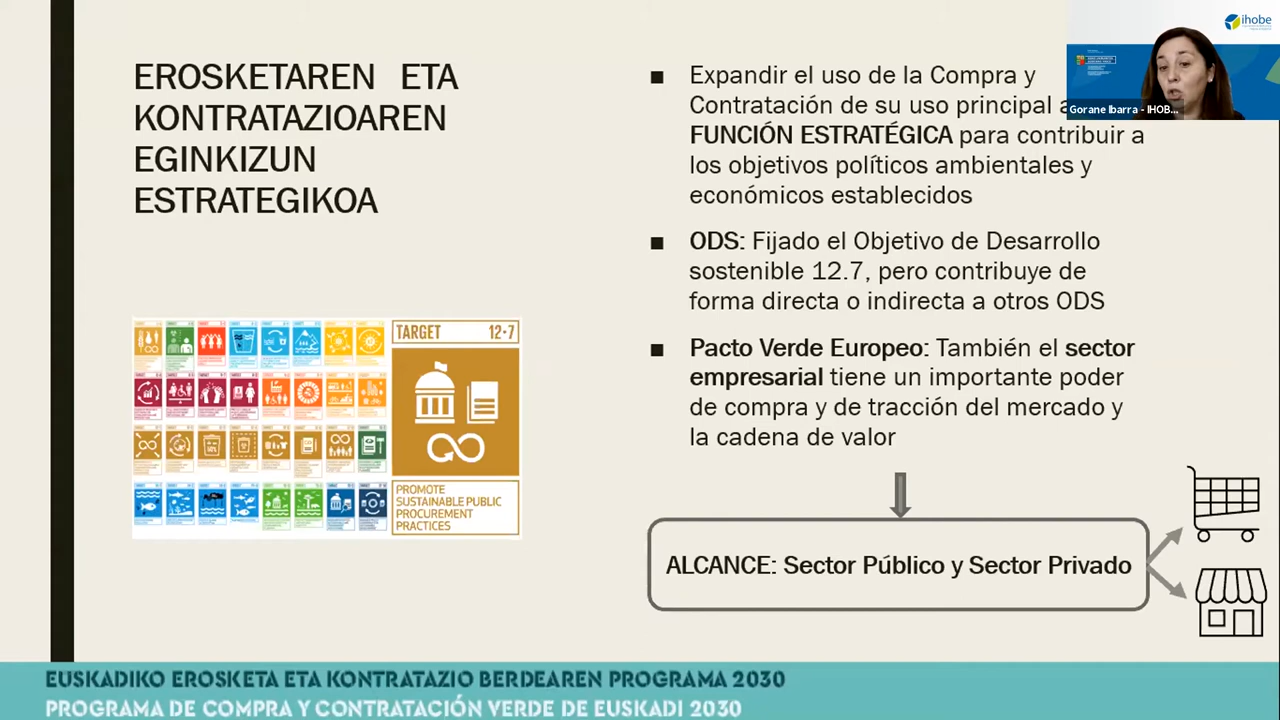 EROSKETAREN ETA
KONTRATAZIOAREN
EGINKIZUN
ESTRATEGIKOA
TARGET 12·7
PROMOTE
SUSTAINABLE PUBLIC
PROCUREMENT
PRACTICES
ihobe
Gorane Ibarra - IHOB...
■ Expandir el uso de la Compra y
Contratación de su uso principal
FUNCIÓN ESTRATÉGICA para contribuir a
los objetivos políticos ambientales y
económicos establecidos
■ ODS: Fijado el Objetivo de Desarrollo
sostenible 12.7, pero contribuye de
forma directa o indirecta a otros ODS
■ Pacto Verde Europeo: También el sector
empresarial tiene un importante poder
de compra y de tracción del mercado y
la cadena de valor
ALCANCE: Sector Público y Sector Privado
EUSKADIKO EROSKETA ETA KONTRATAZIO BERDEAREN PROGRAMA 2030
PROGRAMA DE COMPRA Y CONTRATACIÓN VERDE DE EUSKADI 2030